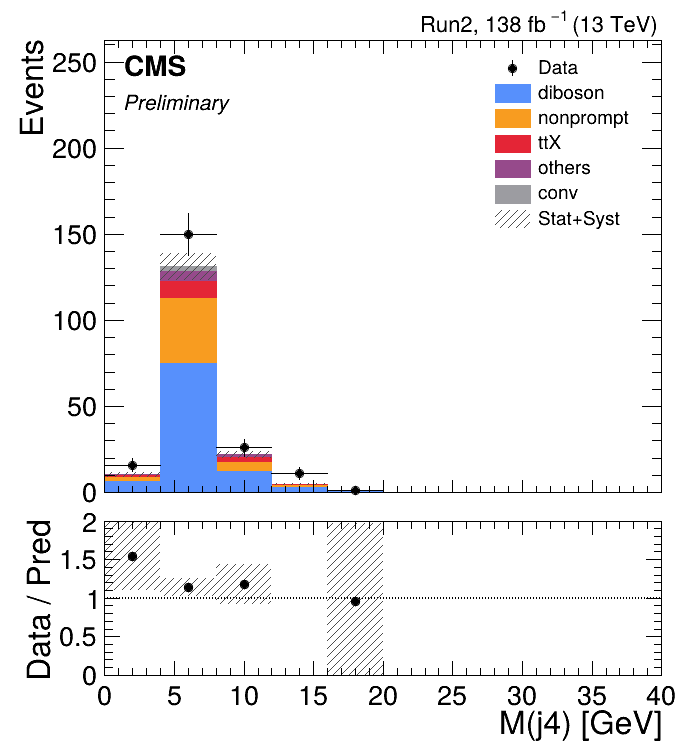 Run2, 138 fb⁻¹ (13 TeV)
Events
250
200
150
100
50
0
CMS
Preliminary
Data
diboson
nonprompt
ttX
others
conv
Stat+Syst
Data / Pred
2
1.5
1
0.5
0
0 5 10 15 20 25 30 35 40
M(j4) [GeV]